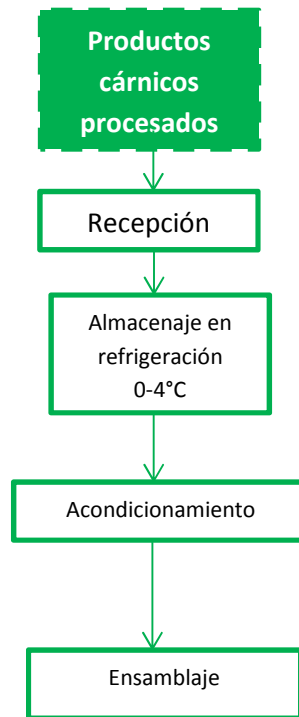 Productos
cárnicos
procesados
Recepción
Almacenaje en
refrigeración
0-4°C
Acondicionamiento
Ensamblaje